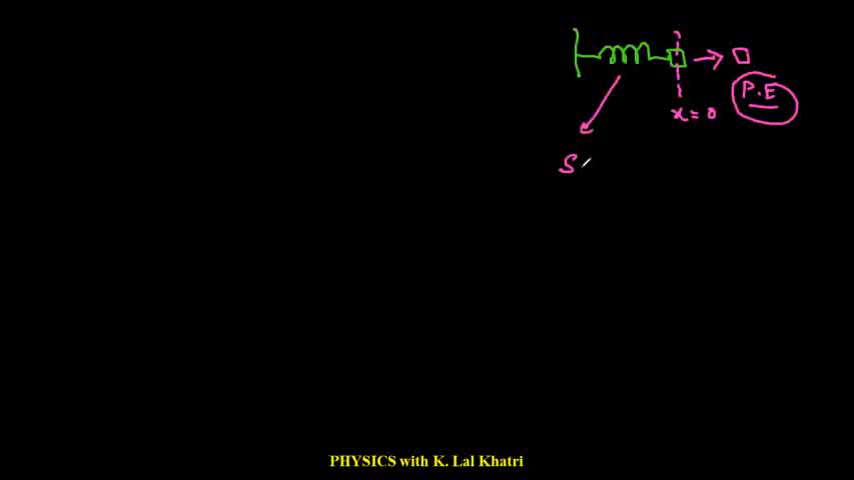 P.E
x = 0
S
PHYSICS with K. Lal Khatri